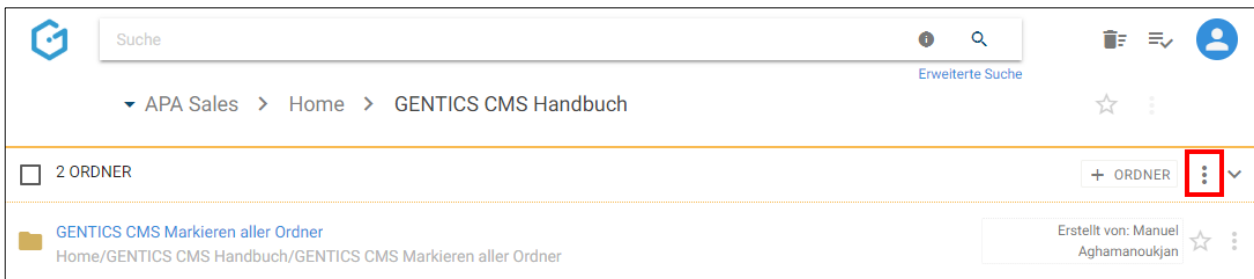 Suche
Erweiterte Suche
APA Sales > Home > GENTICS CMS Handbuch
2 ORDNER
+ ORDNER
GENTICS CMS Markieren aller Ordner
Home/GENTICS CMS Handbuch/GENTICS CMS Markieren aller Ordner
Erstellt von: Manuel
Aghamanoukjan